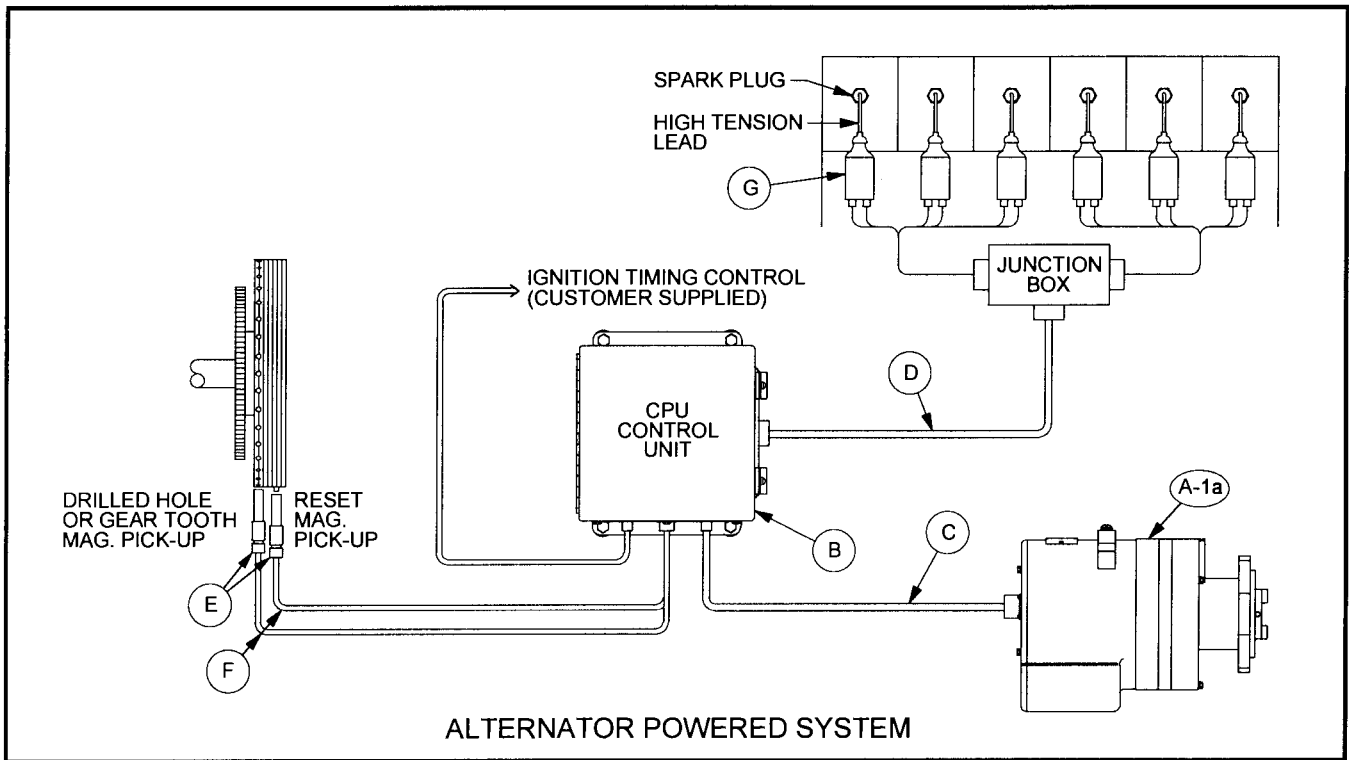 SPARK PLUG
HIGH TENSION
LEAD
G
JUNCTION
BOX
IGNITION TIMING CONTROL
(CUSTOMER SUPPLIED)
D
CPU
CONTROL
UNIT
A-1a
DRILLED HOLE
OR GEAR TOOTH
MAG. PICK-UP
RESET
MAG.
PICK-UP
B
C
E
F
ALTERNATOR POWERED SYSTEM